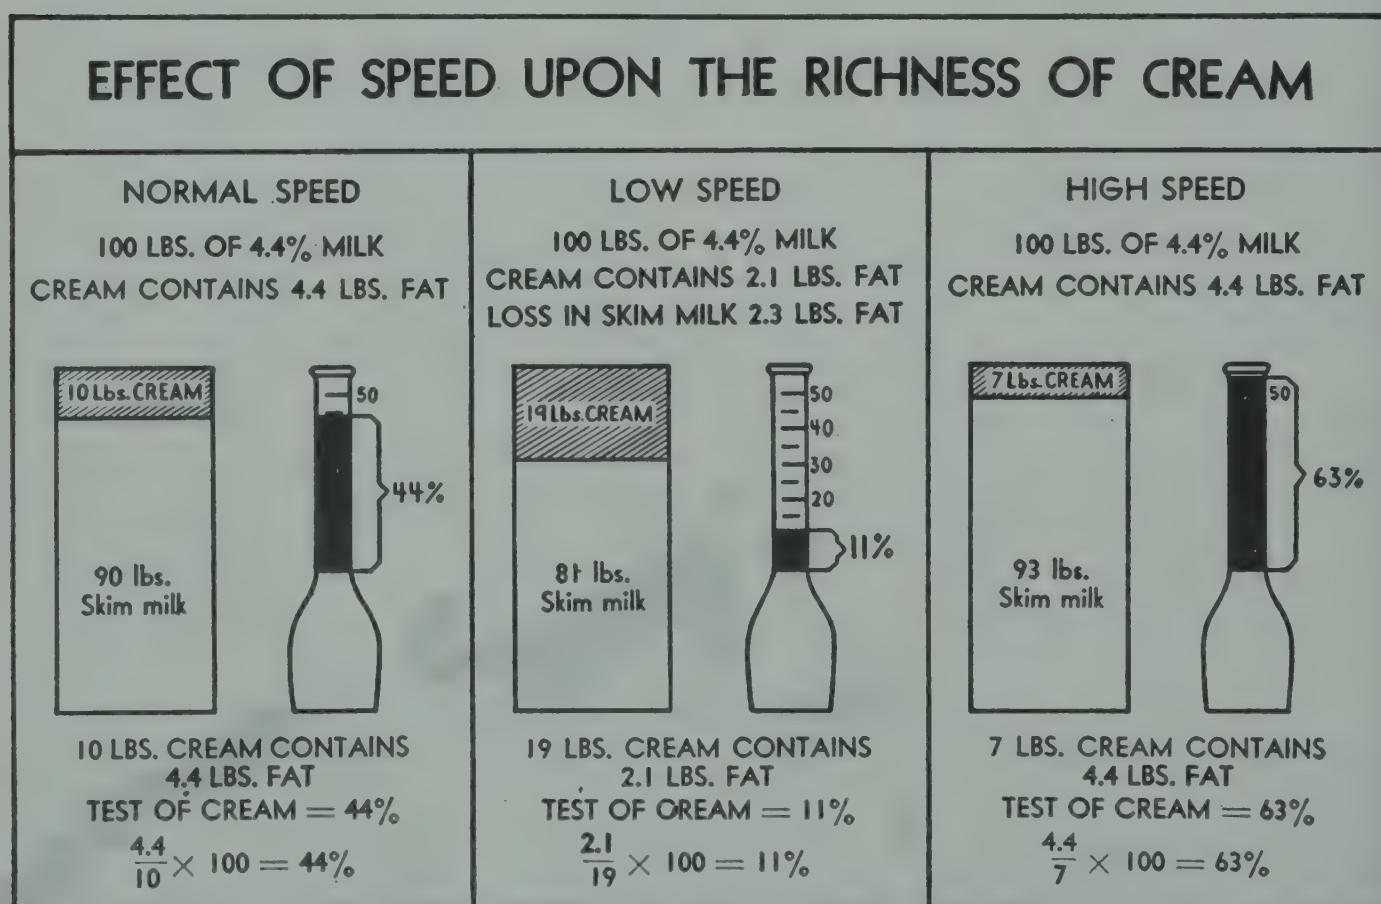 EFFECT OF SPEED UPON THE RICHNESS OF CREAM
NORMAL SPEED
100 LBS. OF 4.4% MILK
CREAM CONTAINS 4.4 LBS. FAT
10 Lbs. CREAM
50
44%
90 lbs.
Skim milk
10 LBS. CREAM CONTAINS
4.4 LBS. FAT
TEST OF CREAM = 44%
4.4
10
× 100 = 44%
LOW SPEED
100 LBS. OF 4.4% MILK
CREAM CONTAINS 2.1 LBS. FAT
LOSS IN SKIM MILK 2.3 LBS. FAT
19 Lbs. CREAM
50
40
30
20
11%
81 lbs.
Skim milk
19 LBS. CREAM CONTAINS
2.1 LBS. FAT
TEST OF CREAM = 11%
2.1
19
× 100 = 11%
HIGH SPEED
100 LBS. OF 4.4% MILK
CREAM CONTAINS 4.4 LBS. FAT
7 Lbs. CREAM
50
63%
93 lbs.
Skim milk
7 LBS. CREAM CONTAINS
4.4 LBS. FAT
TEST OF CREAM = 63%
4.4
7
× 100 = 63%